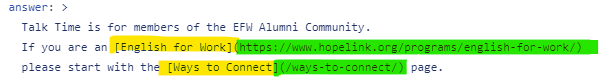 answer: >
Talk Time is for members of the EFW Alumni Community.
If you are an [English for Work](https://www.hopelink.org/programs/english-for-work/)
please start with the [Ways to Connect](/ways-to-connect/) page.